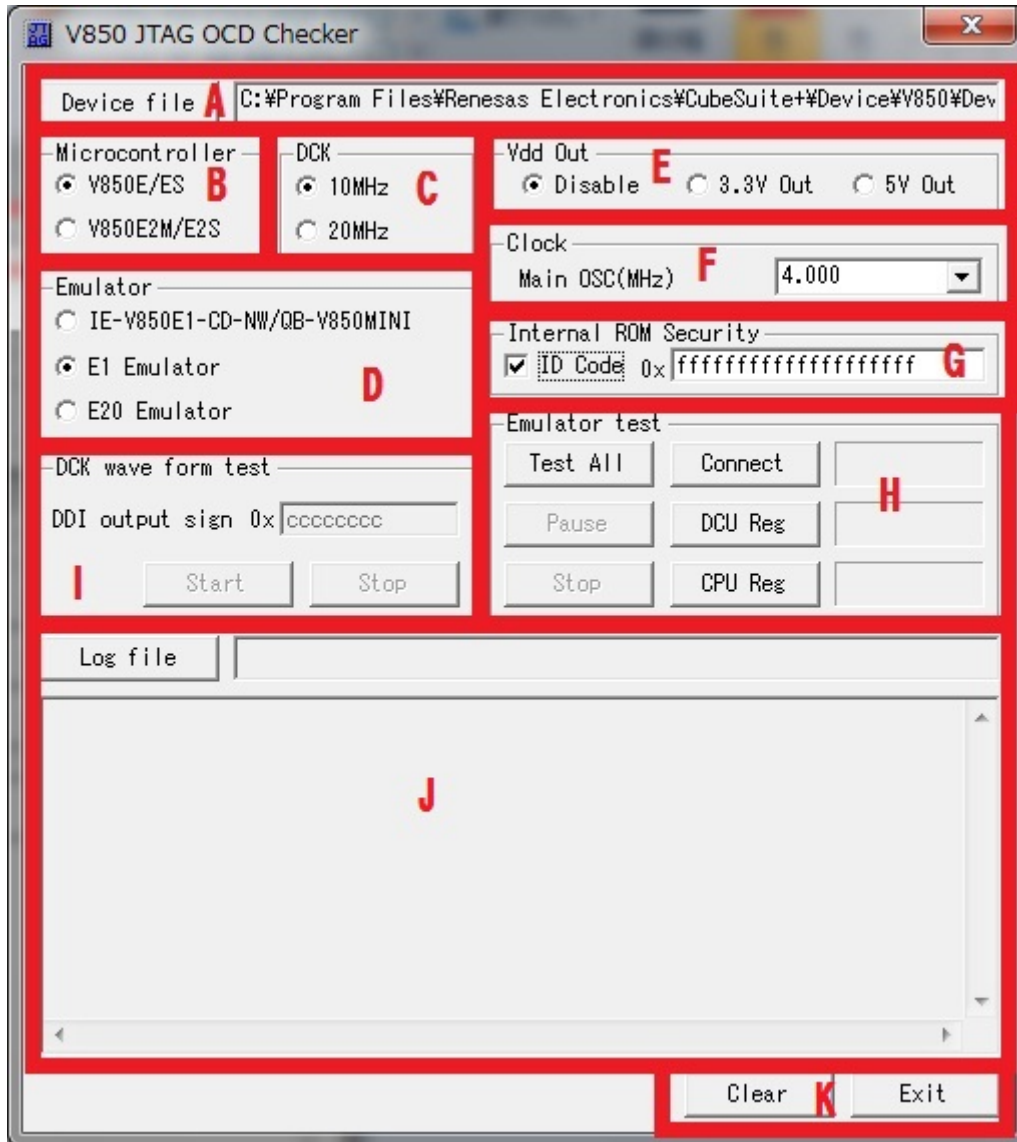 V850 JTAG OCD Checker
Device file A C:¥Program Files¥Renesas Electronics¥CubeSuite+¥Device¥V850¥Dev
Microcontroller
V850E/ES B
V850E2M/E2S
DCK
10MHz C
20MHz
Vdd Out E
Disable 3.3V Out 5V Out
Clock F
Main OSC(MHz) 4.000
Emulator
IE-V850E1-CD-NW/QB-V850MINI
E1 Emulator D
E20 Emulator
Internal ROM Security
ID Code 0x ffffffffffffffffffff G
DCK wave form test
DDI output sign 0x cccccccc
I Start Stop
Emulator test
Test All Connect H
Pause DCU Reg
Stop CPU Reg
Log file
J
Clear K Exit